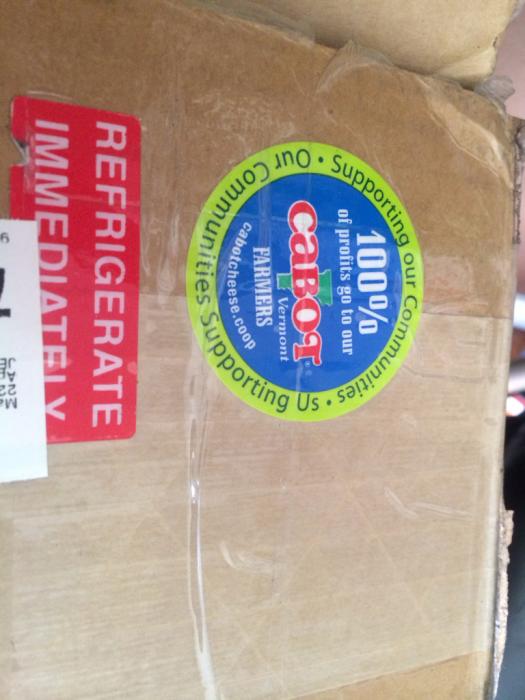 REFRIGERATE
IMMEDIATELY
Supporting our Communities •
Our Communities Supporting Us •
100%
of profits go to our
CABOT®
Vermont
FARMERS
cabotcheese.coop